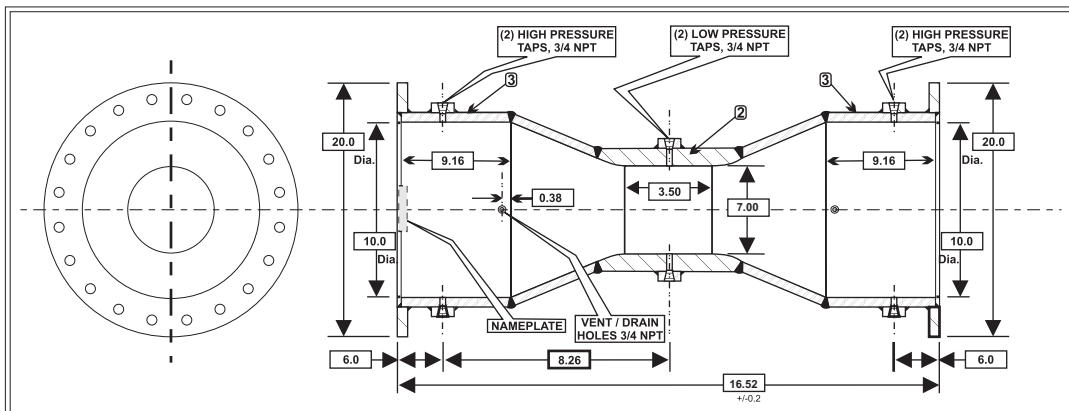 (2) HIGH PRESSURE
TAPS, 3/4 NPT
(2) LOW PRESSURE
TAPS, 3/4 NPT
(2) HIGH PRESSURE
TAPS, 3/4 NPT
3
3
2
20.0
Dia.
9.16
9.16
20.0
Dia.
0.38
3.50
7.00
10.0
Dia.
10.0
Dia.
NAMEPLATE
VENT / DRAIN
HOLES 3/4 NPT
6.0
8.26
6.0
16.52
+/-0.2